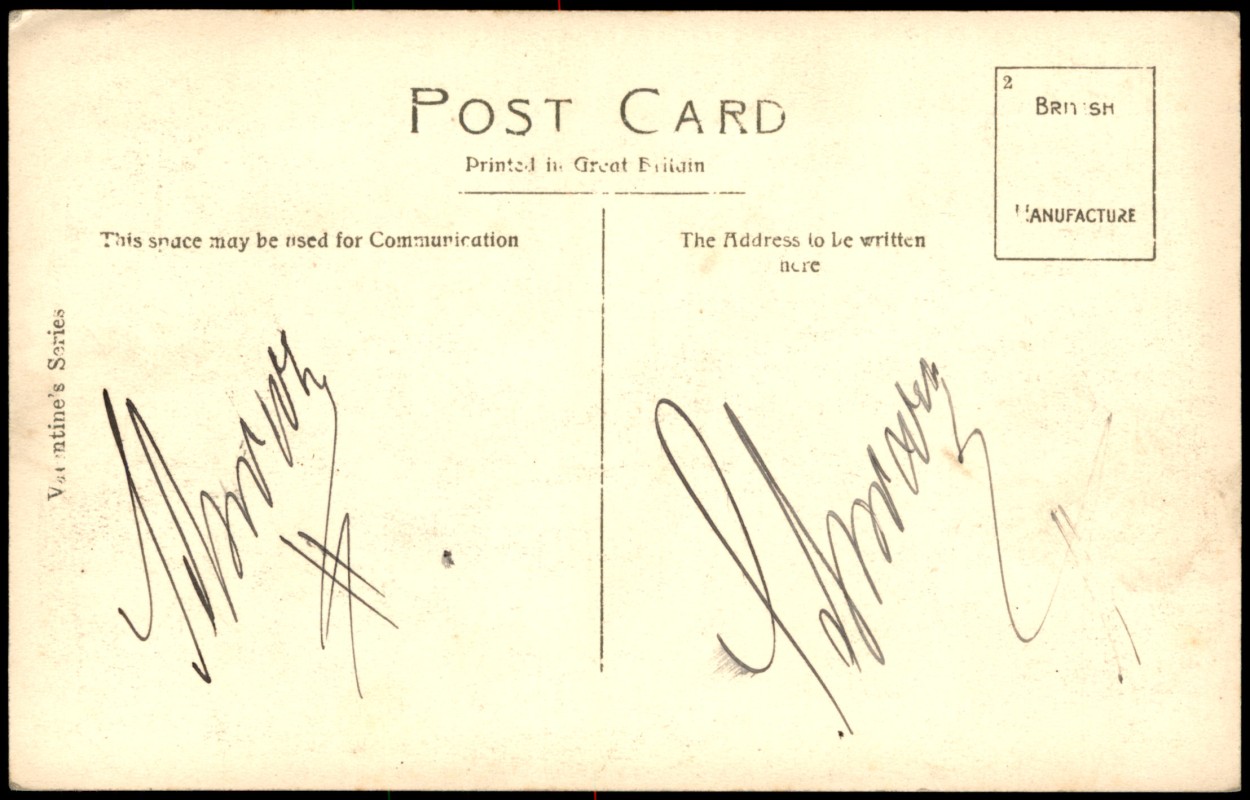 POST CARD
Printed in Great Britain
2
BRITISH
MANUFACTURE
This space may be used for Communication
The Address to be written
here
Valentine's Series